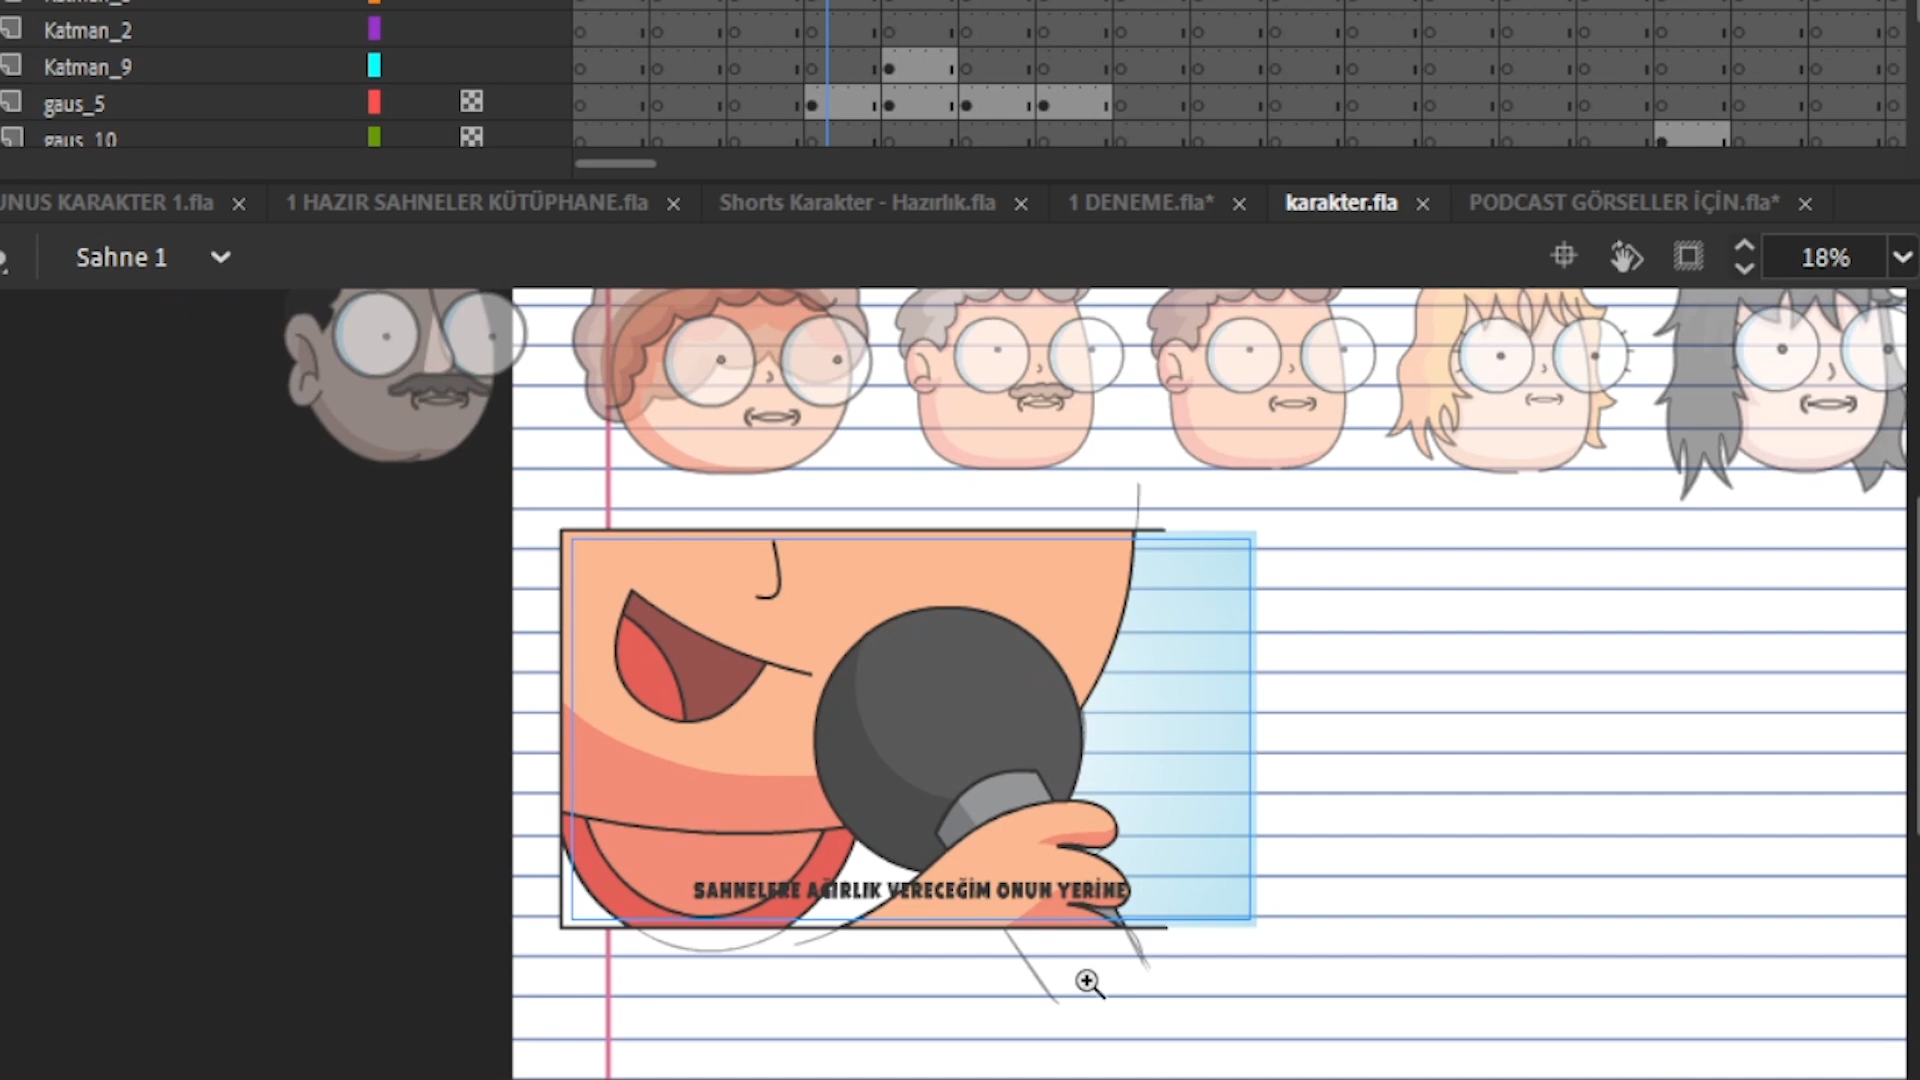 Katman_2
Katman_9
gaus_5
gaus_10
UNUS KARAKTER 1.fla
1 HAZIR SAHNELER KÜTÜPHANE.fla
Shorts Karakter - Hazırlık.fla
1 DENEME.fla*
karakter.fla
PODCAST GÖRSELLER İÇİN.fla*
Sahne 1
18%
SAHNELERE AĞIRLIK VERECEĞİM ONUN YERİNE